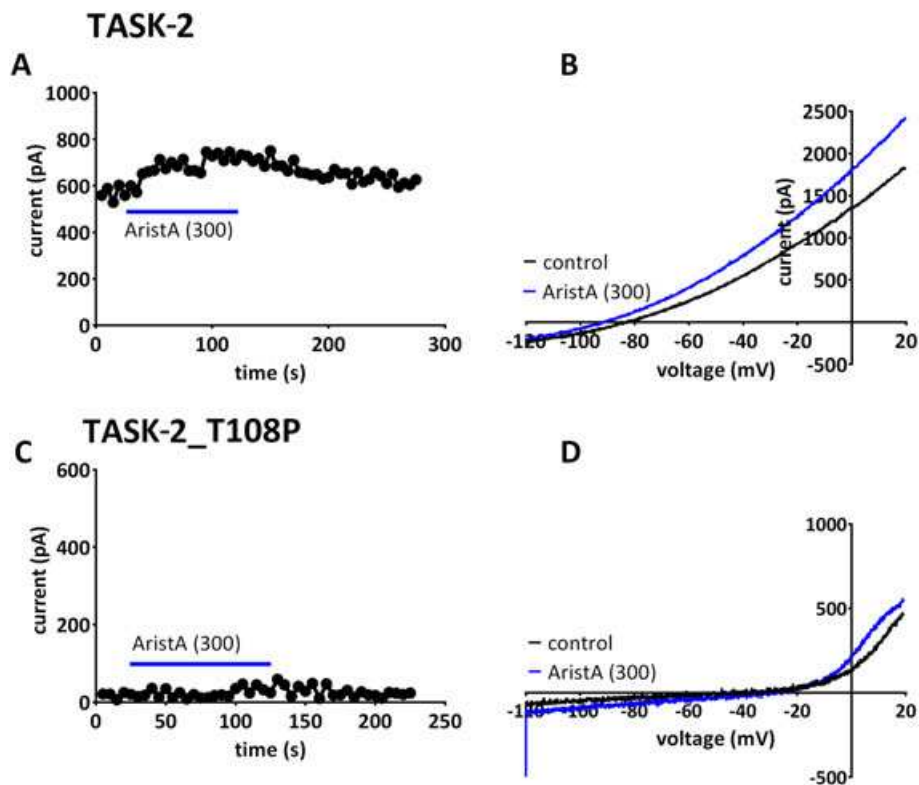 TASK-2
A
B
1000
800
600
400
200
0
current (pA)
AristA (300)
0
100
200
300
time (s)
2500
2000
1500
1000
500
-500
current (pA)
control
AristA (300)
-120
-100
-80
-60
-40
-20
20
voltage (mV)
TASK-2_T108P
C
D
600
400
200
0
current (pA)
AristA (300)
0
50
100
150
200
250
time (s)
1000
500
-500
control
AristA (300)
-120
-100
-80
-60
-40
-20
20
voltage (mV)